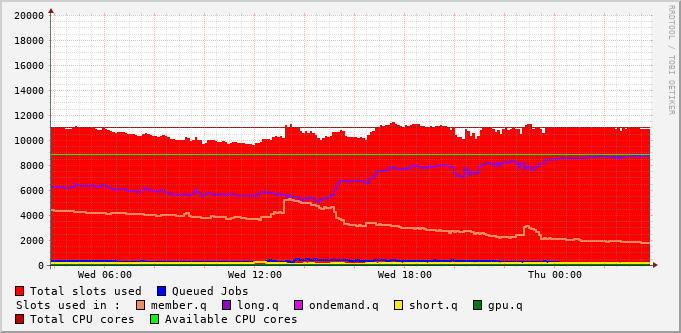 RRDTOOL / TOBI OETIKER
20000
18000
16000
14000
12000
10000
8000
6000
4000
2000
0
Wed 06:00 Wed 12:00 Wed 18:00 Thu 00:00
Total slots used Queued Jobs
Slots used in : member.q long.q ondemand.q short.q gpu.q
Total CPU cores Available CPU cores